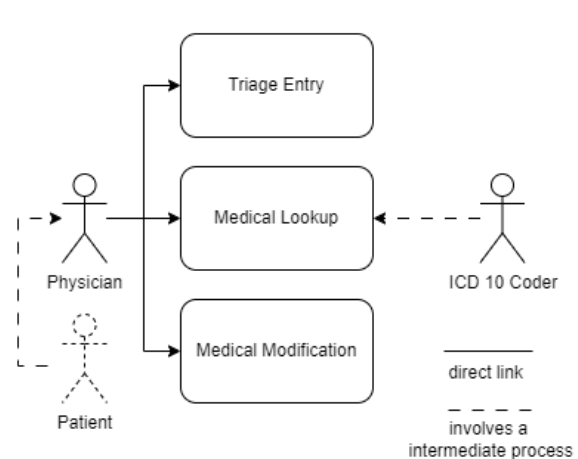 Triage Entry
Medical Lookup
Physician
ICD 10 Coder
Medical Modification
direct link
Patient
involves a
intermediate process